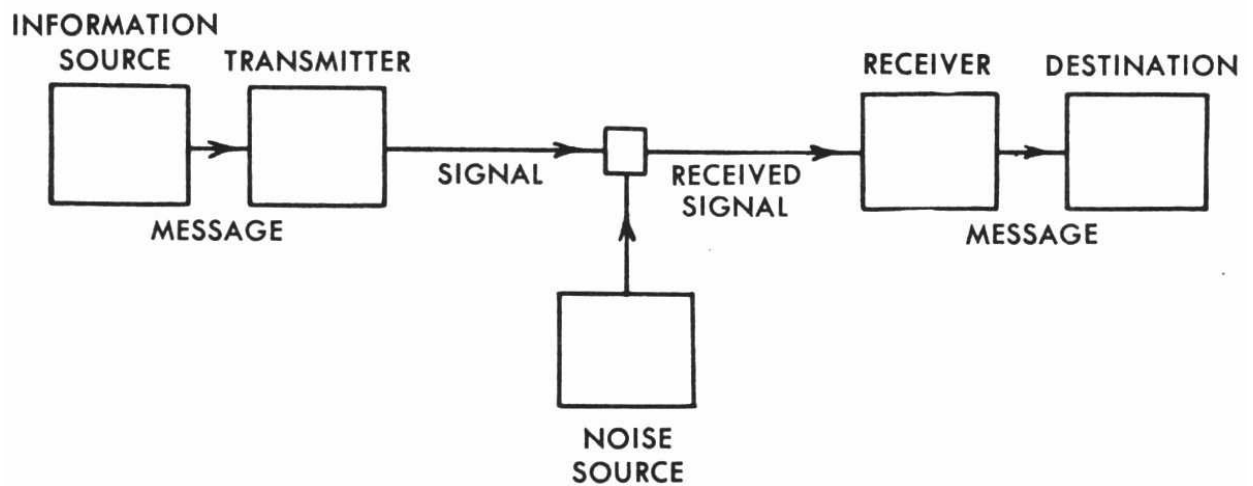 INFORMATION
SOURCE
TRANSMITTER
RECEIVER
DESTINATION
SIGNAL
RECEIVED
SIGNAL
MESSAGE
MESSAGE
NOISE
SOURCE